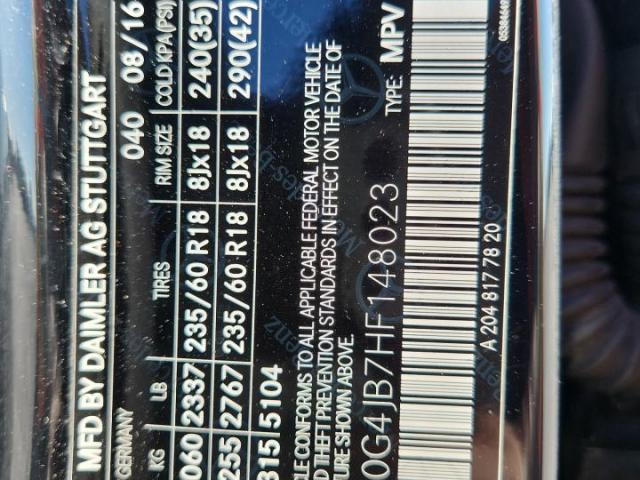 MFD BY DAIMLER AG STUTTGART
GERMANY 040 08/16
KG LB TIRES RIM SIZE COLD KPA(PSI)
060 2337 235/60 R18 8Jx18 240(35)
255 2767 235/60 R18 8Jx18 290(42)
315 5104
CLE CONFORMS TO ALL APPLICABLE FEDERAL MOTOR VEHICLE
D THEFT PREVENTION STANDARDS IN EFFECT ON THE DATE OF
TURE SHOWN ABOVE.
0G4JB7HF148023 TYPE: MPV
A 204 817 78 20